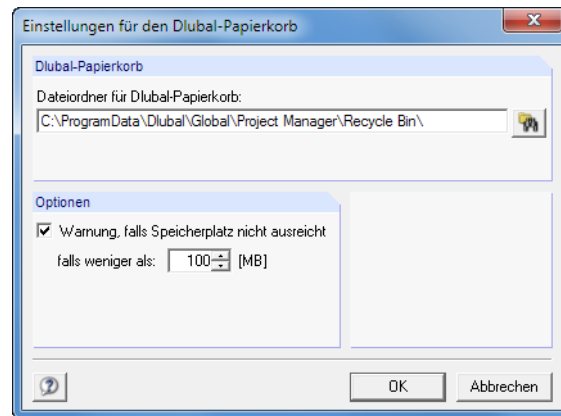 Einstellungen für den Dlubal-Papierkorb
Dlubal-Papierkorb
Dateiordner für Dlubal-Papierkorb:
C:\ProgramData\Dlubal\Global\Project Manager\Recycle Bin\
Optionen
Warnung, falls Speicherplatz nicht ausreicht
falls weniger als: 100 [MB]
OK Abbrechen